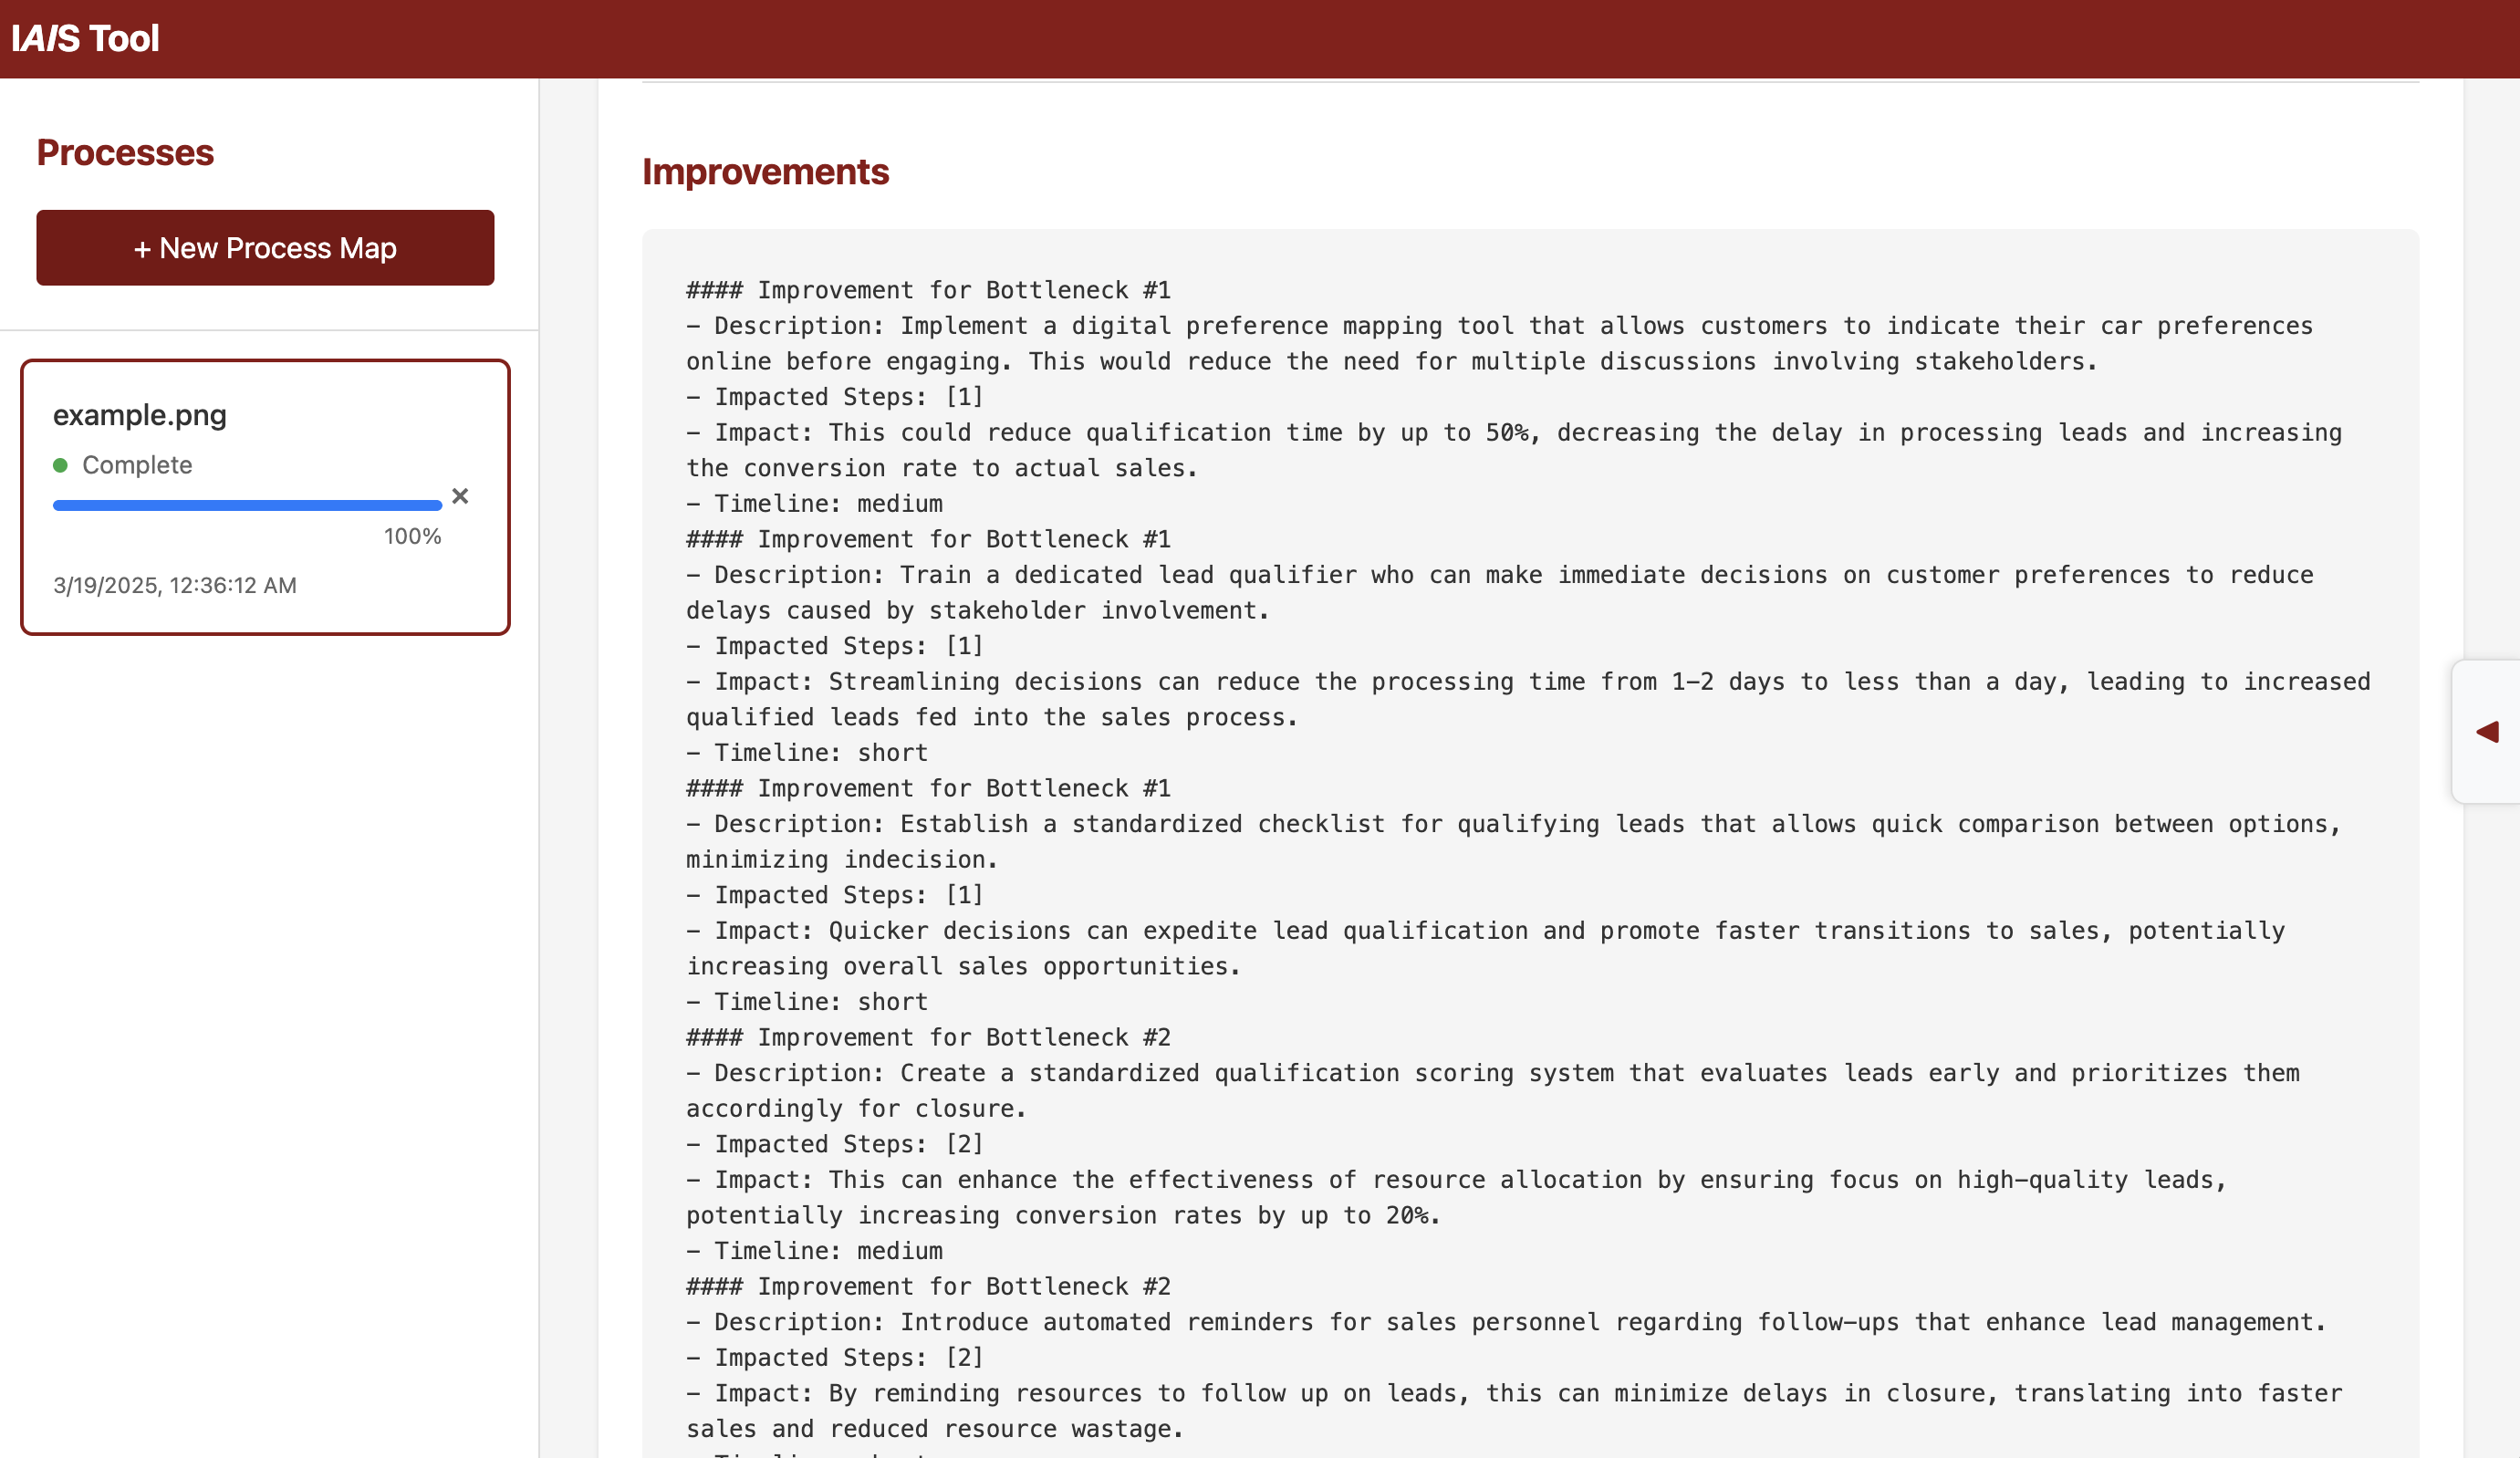 IAIS Tool
Processes
+ New Process Map
example.png
Complete
×
100%
3/19/2025, 12:36:12 AM
Improvements
#### Improvement for Bottleneck #1
- Description: Implement a digital preference mapping tool that allows customers to indicate their car preferences
online before engaging. This would reduce the need for multiple discussions involving stakeholders.
- Impacted Steps: [1]
- Impact: This could reduce qualification time by up to 50%, decreasing the delay in processing leads and increasing
the conversion rate to actual sales.
- Timeline: medium
#### Improvement for Bottleneck #1
- Description: Train a dedicated lead qualifier who can make immediate decisions on customer preferences to reduce
delays caused by stakeholder involvement.
- Impacted Steps: [1]
- Impact: Streamlining decisions can reduce the processing time from 1-2 days to less than a day, leading to increased
qualified leads fed into the sales process.
- Timeline: short
#### Improvement for Bottleneck #1
- Description: Establish a standardized checklist for qualifying leads that allows quick comparison between options,
minimizing indecision.
- Impacted Steps: [1]
- Impact: Quicker decisions can expedite lead qualification and promote faster transitions to sales, potentially
increasing overall sales opportunities.
- Timeline: short
#### Improvement for Bottleneck #2
- Description: Create a standardized qualification scoring system that evaluates leads early and prioritizes them
accordingly for closure.
- Impacted Steps: [2]
- Impact: This can enhance the effectiveness of resource allocation by ensuring focus on high-quality leads,
potentially increasing conversion rates by up to 20%.
- Timeline: medium
#### Improvement for Bottleneck #2
- Description: Introduce automated reminders for sales personnel regarding follow-ups that enhance lead management.
- Impacted Steps: [2]
- Impact: By reminding resources to follow up on leads, this can minimize delays in closure, translating into faster
sales and reduced resource wastage.